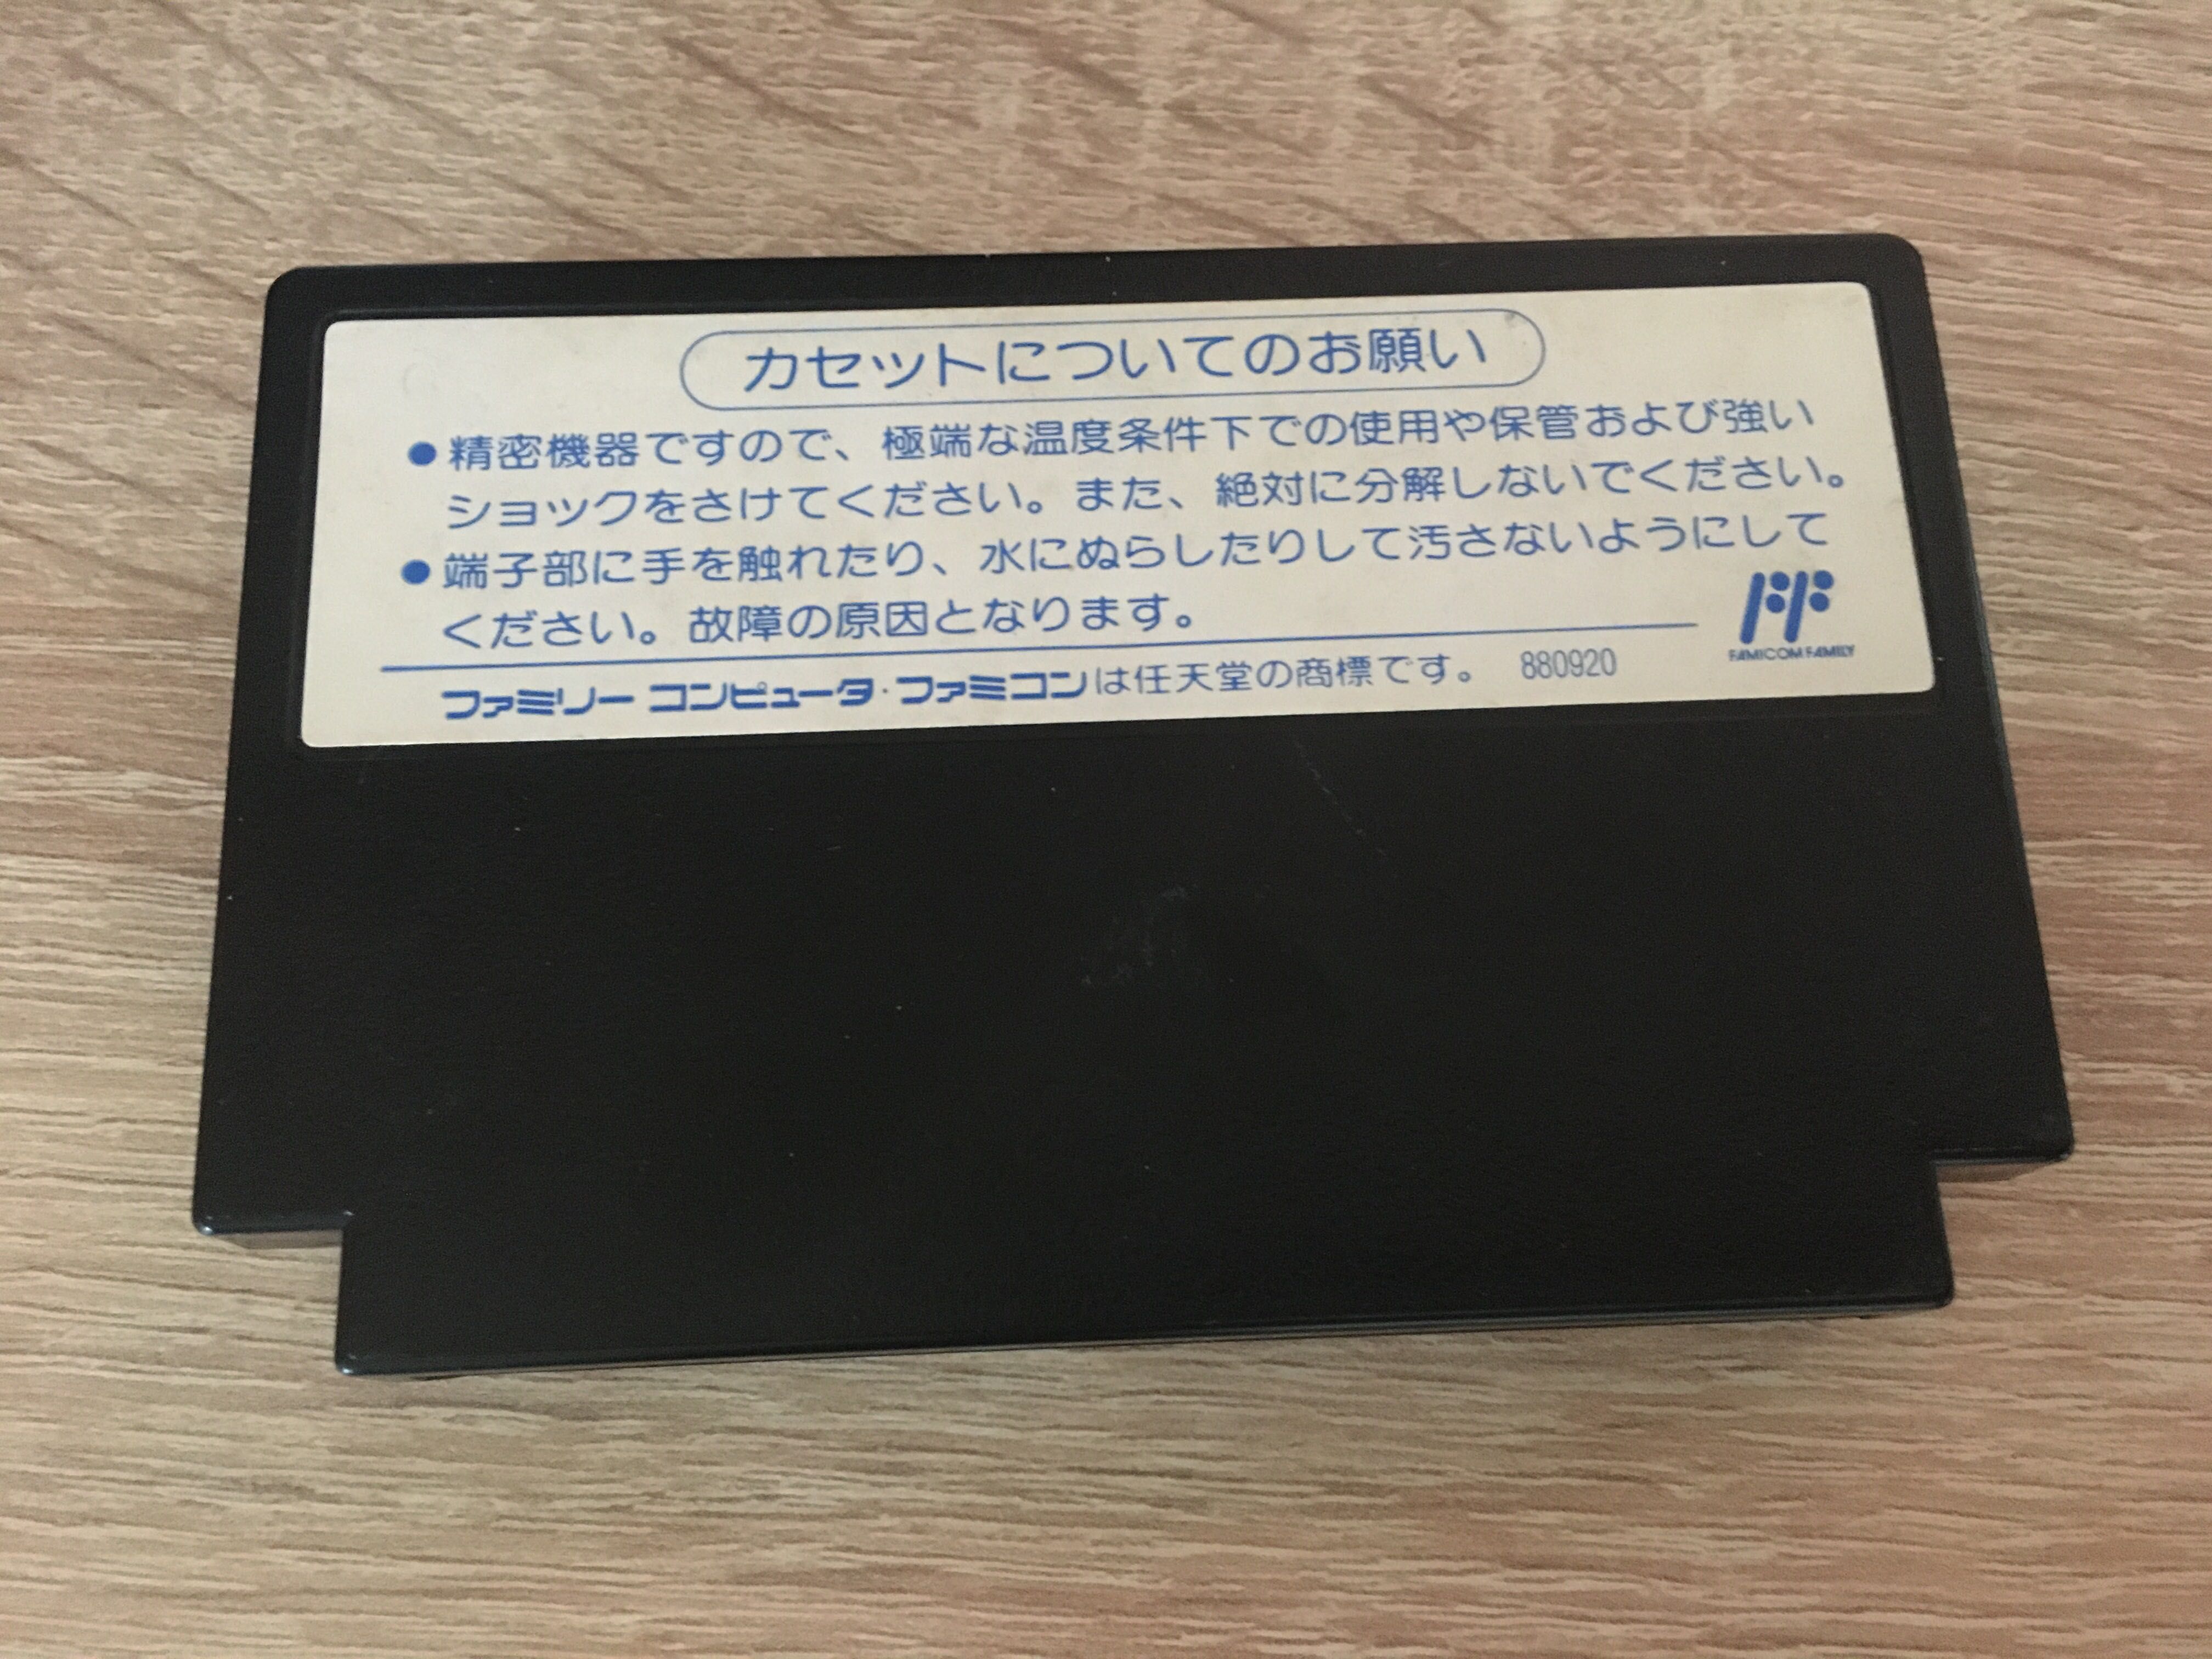 カセットについてのお願い
●精密機器ですので、極端な温度条件下での使用や保管および強い
ショックをさけてください。また、絶対に分解しないでください。
●端子部に手を触れたり、水にぬらしたりして汚さないようにして
ください。故障の原因となります。
FAMICOM FAMILY
ファミリー コンピュータ・ファミコンは任天堂の商標です。 880920